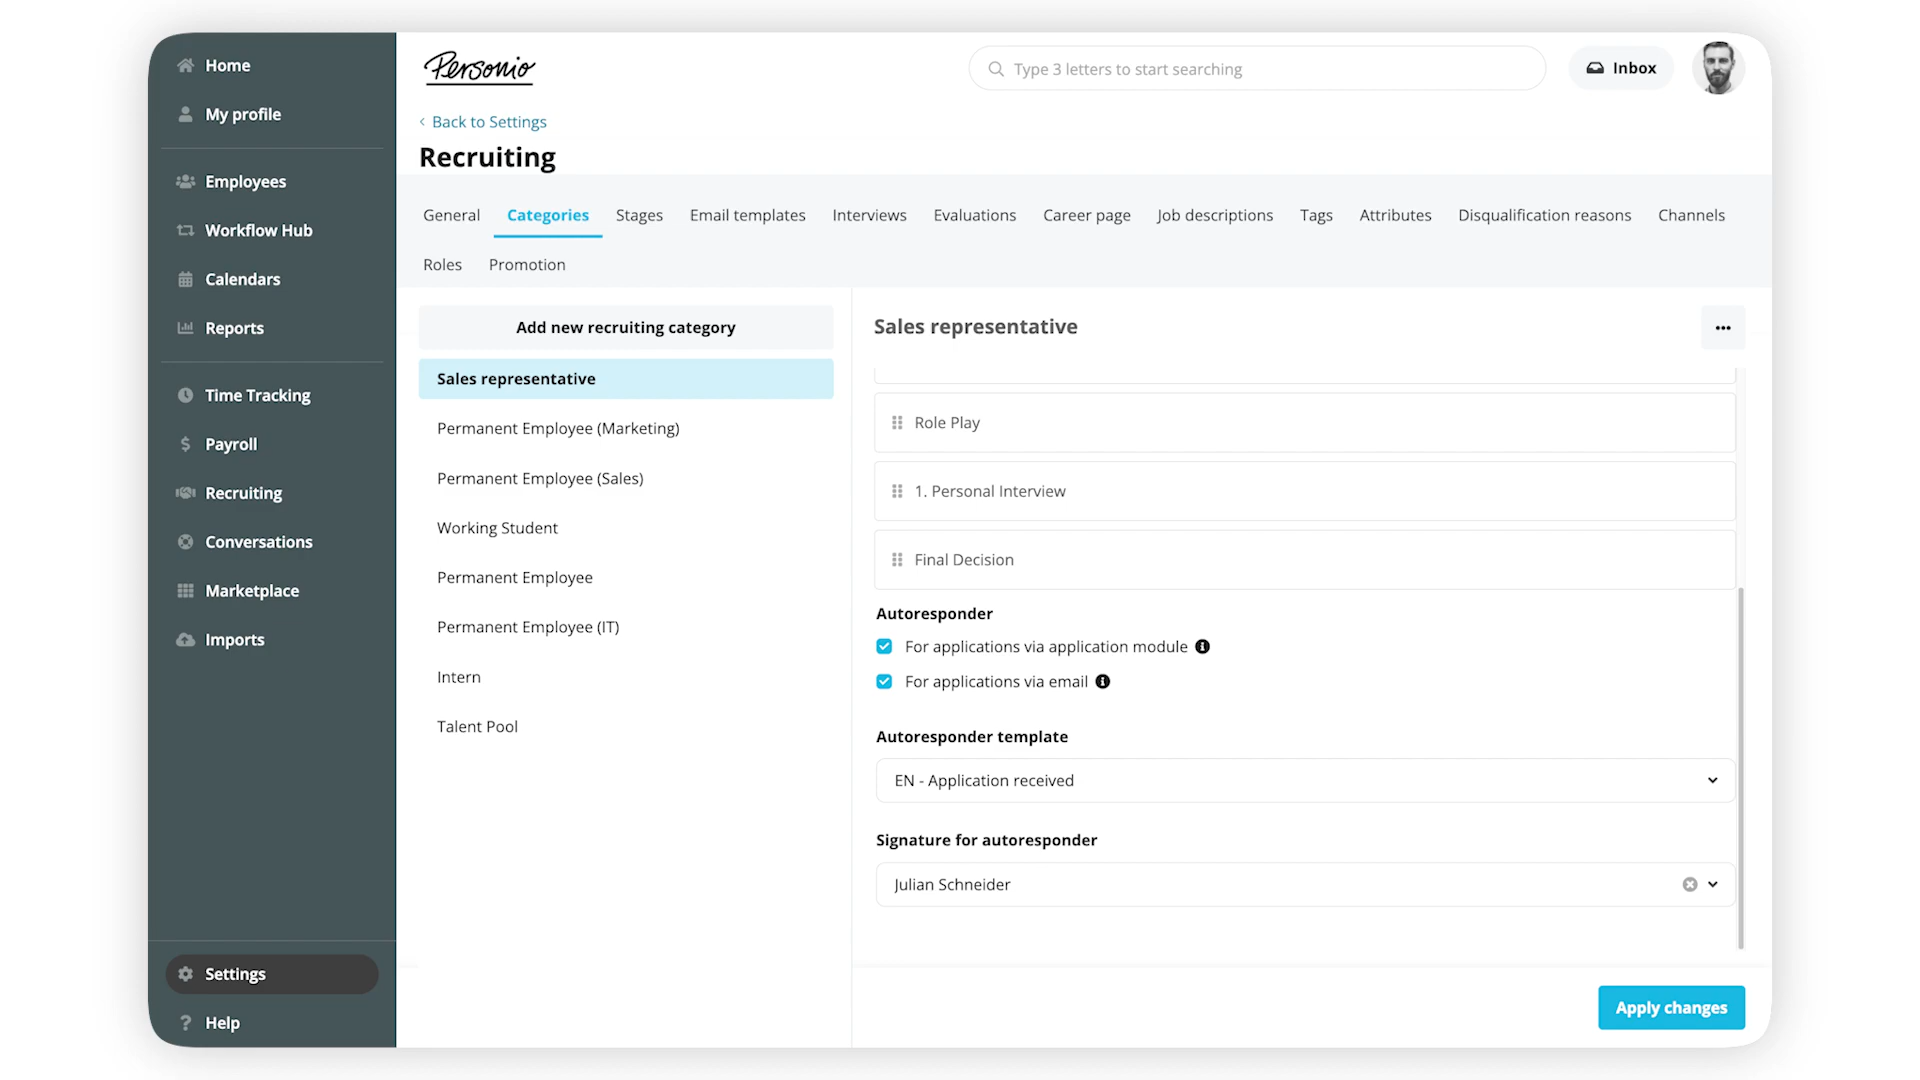 Home
My profile
Employees
Workflow Hub
Calendars
Reports
Time Tracking
Payroll
Recruiting
Conversations
Marketplace
Imports
Settings
Help
Personio
Type 3 letters to start searching
Inbox
Back to Settings
Recruiting
General Categories Stages Email templates Interviews Evaluations Career page Job descriptions Tags Attributes Disqualification reasons Channels
Roles Promotion
Add new recruiting category
Sales representative
Permanent Employee (Marketing)
Permanent Employee (Sales)
Working Student
Permanent Employee
Permanent Employee (IT)
Intern
Talent Pool
Sales representative
Role Play
1. Personal Interview
Final Decision
Autoresponder
For applications via application module
For applications via email
Autoresponder template
EN - Application received
Signature for autoresponder
Julian Schneider
Apply changes